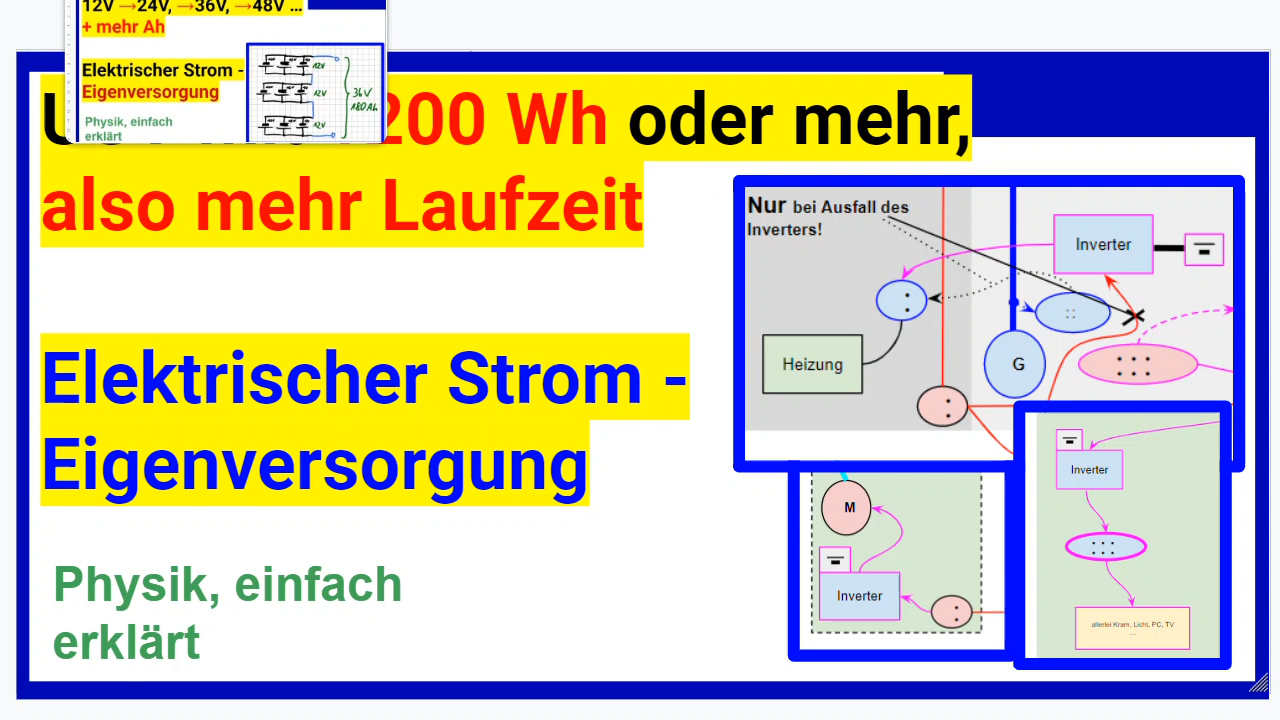 12V →24V, →36V, →48V ...
+ mehr Ah
Elektrischer Strom -
Eigenversorgung
Physik, einfach
erklärt
12V
12V
12V
36V
180Ah
200 Wh oder mehr,
also mehr Laufzeit
Elektrischer Strom -
Eigenversorgung
Physik, einfach
erklärt
Nur bei Ausfall des
Inverters!
Inverter
Heizung
G
M
Inverter
Inverter
allerlei Kram, Licht, PC, TV
...